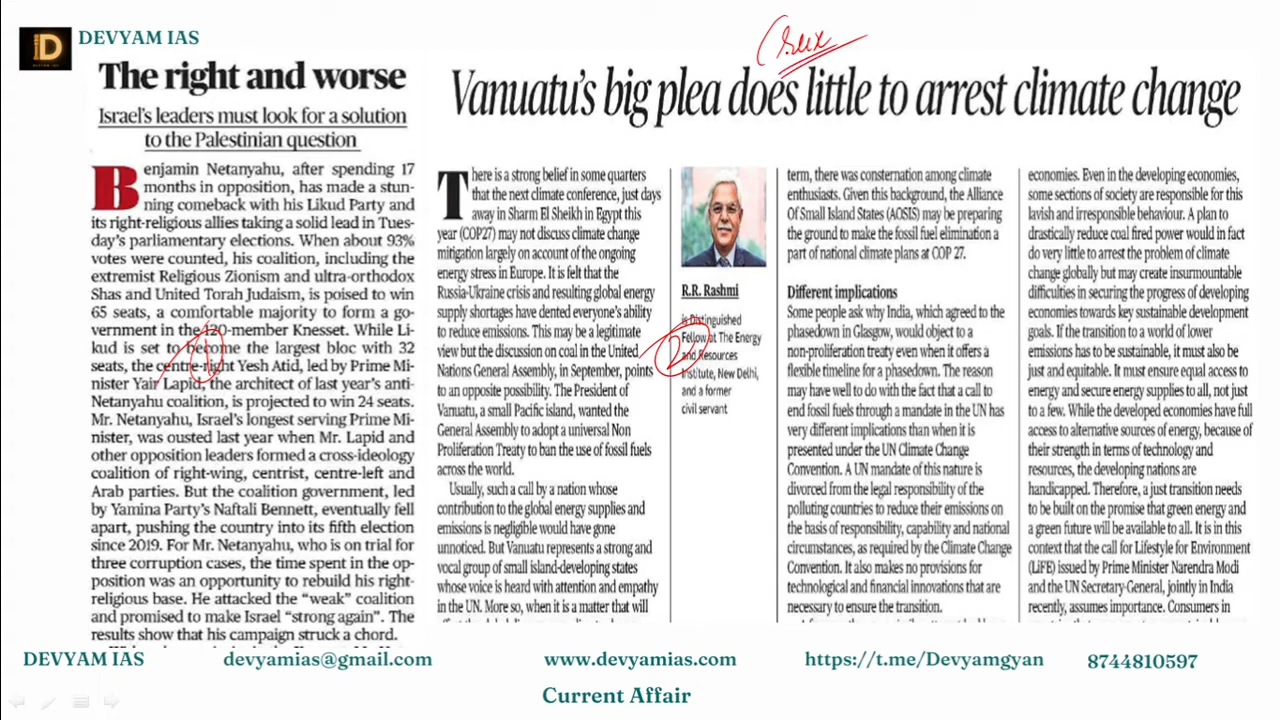 DEVYAM IAS
The right and worse
Israel's leaders must look for a solution
to the Palestinian question
Benjamin Netanyahu, after spending 17
months in opposition, has made a stun-
ning comeback with his Likud Party and
its right-religious allies taking a solid lead in Tues-
day's parliamentary elections. When about 93%
votes were counted, his coalition, including the
extremist Religious Zionism and ultra-orthodox
Shas and United Torah Judaism, is poised to win
65 seats, a comfortable majority to form a go-
vernment in the 120-member Knesset. While Li-
kud is set to become the largest bloc with 32
seats, the centre-right Yesh Atid, led by Prime Mi-
nister Yair Lapid, the architect of last year's anti-
Netanyahu coalition, is projected to win 24 seats.
Mr. Netanyahu, Israel's longest serving Prime Mi-
nister, was ousted last year when Mr. Lapid and
other opposition leaders formed a cross-ideology
coalition of right-wing, centrist, centre-left and
Arab parties. But the coalition government, led
by Yamina Party's Naftali Bennett, eventually fell
apart, pushing the country into its fifth election
since 2019. For Mr. Netanyahu, who is on trial for
three corruption cases, the time spent in the op-
position was an opportunity to rebuild his right-
religious base. He attacked the "weak" coalition
and promised to make Israel "strong again". The
results show that his campaign struck a chord.
1
Crux
Vanuatu's big plea does little to arrest climate change
There is a strong belief in some quarters
that the next climate conference, just days
away in Sharm El Sheikh in Egypt this
year (COP27) may not discuss climate change
mitigation largely on account of the ongoing
energy stress in Europe. It is felt that the
Russia-Ukraine crisis and resulting global energy
supply shortages have dented everyone's ability
to reduce emissions. This may be a legitimate
view but the discussion on coal in the United
Nations General Assembly, in September, points
to an opposite possibility. The President of
Vanuatu, a small Pacific island, wanted the
General Assembly to adopt a universal Non
Proliferation Treaty to ban the use of fossil fuels
across the world.
Usually, such a call by a nation whose
contribution to the global energy supplies and
emissions is negligible would have gone
unnoticed. But Vanuatu represents a strong and
vocal group of small island-developing states
whose voice is heard with attention and empathy
in the UN. More so, when it is a matter that will
2
R.R. Rashmi
is Distinguished
Fellow at The Energy
and Resources
Institute, New Delhi,
and a former
civil servant
term, there was consternation among climate
enthusiasts. Given this background, the Alliance
Of Small Island States (AOSIS) may be preparing
the ground to make the fossil fuel elimination a
part of national climate plans at COP 27.
Different implications
Some people ask why India, which agreed to the
phasedown in Glasgow, would object to a
non-proliferation treaty even when it offers a
flexible timeline for a phasedown. The reason
may have well to do with the fact that a call to
end fossil fuels through a mandate in the UN has
very different implications than when it is
presented under the UN Climate Change
Convention. A UN mandate of this nature is
divorced from the legal responsibility of the
polluting countries to reduce their emissions on
the basis of responsibility, capability and national
circumstances, as required by the Climate Change
Convention. It also makes no provisions for
technological and financial innovations that are
necessary to ensure the transition.
economies. Even in the developing economies,
some sections of society are responsible for this
lavish and irresponsible behaviour. A plan to
drastically reduce coal fired power would in fact
do very little to arrest the problem of climate
change globally but may create insurmountable
difficulties in securing the progress of developing
economies towards key sustainable development
goals. If the transition to a world of lower
emissions has to be sustainable, it must also be
just and equitable. It must ensure equal access to
energy and secure energy supplies to all, not just
to a few. While the developed economies have full
access to alternative sources of energy, because of
their strength in terms of technology and
resources, the developing nations are
handicapped. Therefore, a just transition needs
to be built on the promise that green energy and
a green future will be available to all. It is in this
context that the call for Lifestyle for Environment
(LiFE) issued by Prime Minister Narendra Modi
and the UN Secretary-General, jointly in India
recently, assumes importance. Consumers in
DEVYAM IAS
devyamias@gmail.com
www.devyamias.com
https://t.me/Devyamgyan
8744810597
Current Affair